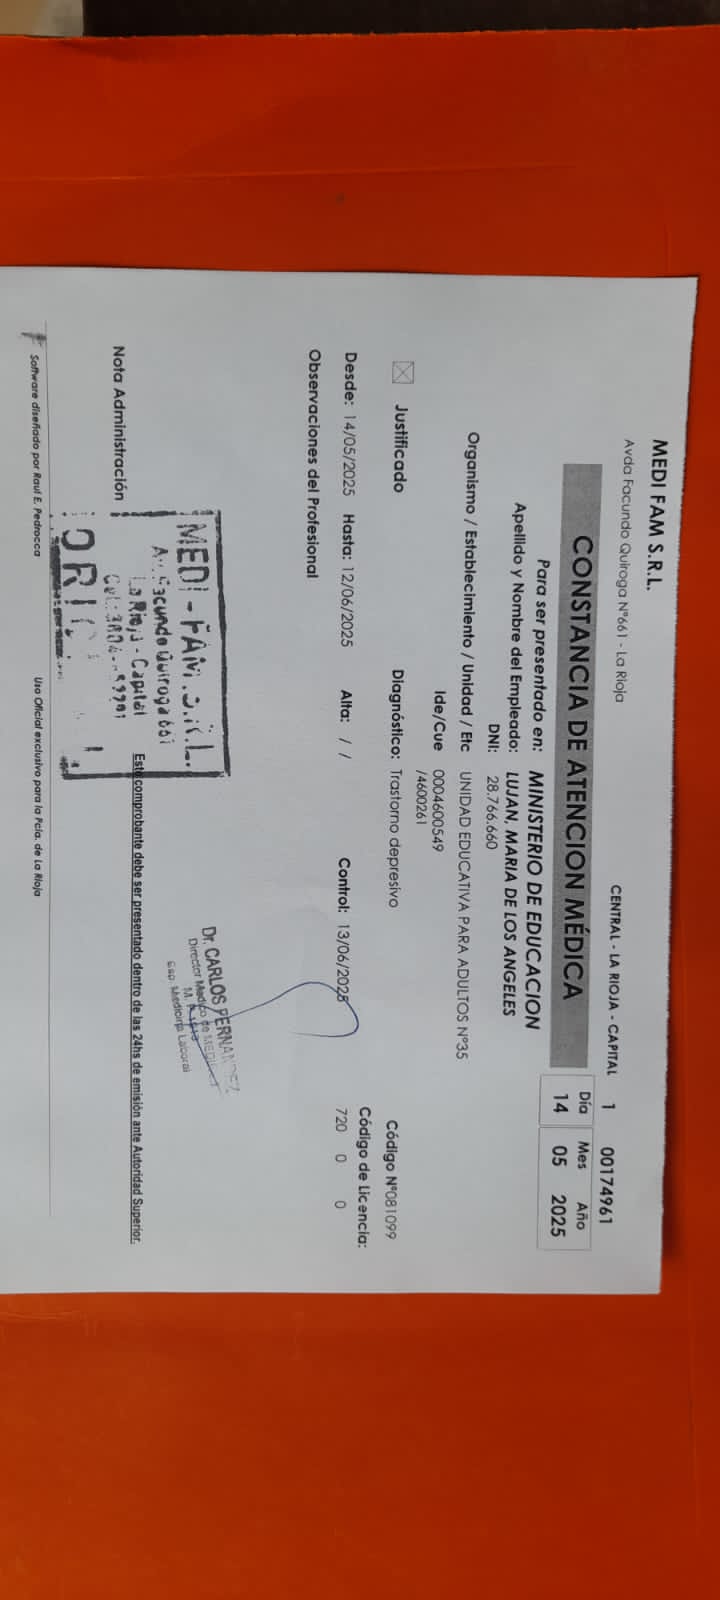 MEDI FAM S.R.L.
Avda Facundo Quiroga Nº661 - La Rioja
CENTRAL - LA RIOJA - CAPITAL 1 00174961
CONSTANCIA DE ATENCION MÉDICA
Día Mes Año
14 05 2025
Para ser presentado en: MINISTERIO DE EDUCACION
Apellido y Nombre del Empleado: LUJAN, MARIA DE LOS ANGELES
DNI: 28.766.660
Organismo / Establecimiento / Unidad / Etc UNIDAD EDUCATIVA PARA ADULTOS Nº35
Ide/Cue 0004600549
/4600261
Justificado Diagnóstico: Trastorno depresivo Código Nº081099
Código de Licencia:
Desde: 14/05/2025 Hasta: 12/06/2025 Alta: / / Control: 13/06/2025 720 0 0
Observaciones del Profesional
MEDI - FAM. S.R.L.
Av. Facundo Quiroga 661
La Rioja - Capital
Dr. CARLOS FERNANDEZ
Director Médico de
Esp. Medicina Laboral
Nota Administración
Este comprobante debe ser presentado dentro de las 24hs de emisión ante Autoridad Superior.
Software diseñado por Raul E. Pedrocca Uso Oficial exclusivo para la Pcia. de La Rioja